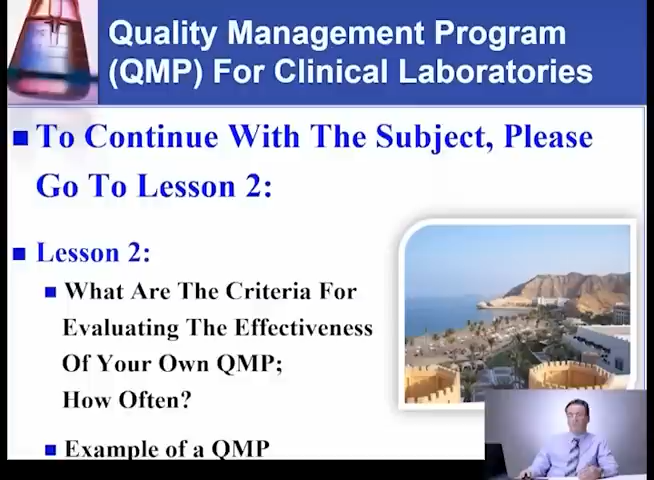 Quality Management Program
(QMP) For Clinical Laboratories
To Continue With The Subject, Please
Go To Lesson 2:
Lesson 2:
What Are The Criteria For
Evaluating The Effectiveness
Of Your Own QMP;
How Often?
Example of a QMP